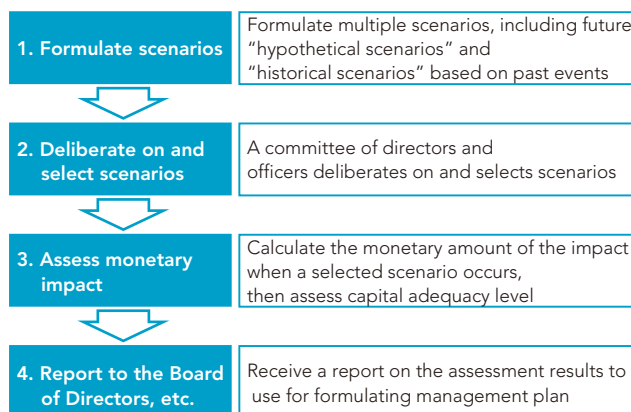 1. Formulate scenarios
Formulate multiple scenarios, including future
“hypothetical scenarios” and
“historical scenarios” based on past events
2. Deliberate on and
select scenarios
A committee of directors and
officers deliberates on and selects scenarios
3. Assess monetary
impact
Calculate the monetary amount of the impact
when a selected scenario occurs,
then assess capital adequacy level
4. Report to the Board
of Directors, etc.
Receive a report on the assessment results to
use for formulating management plan